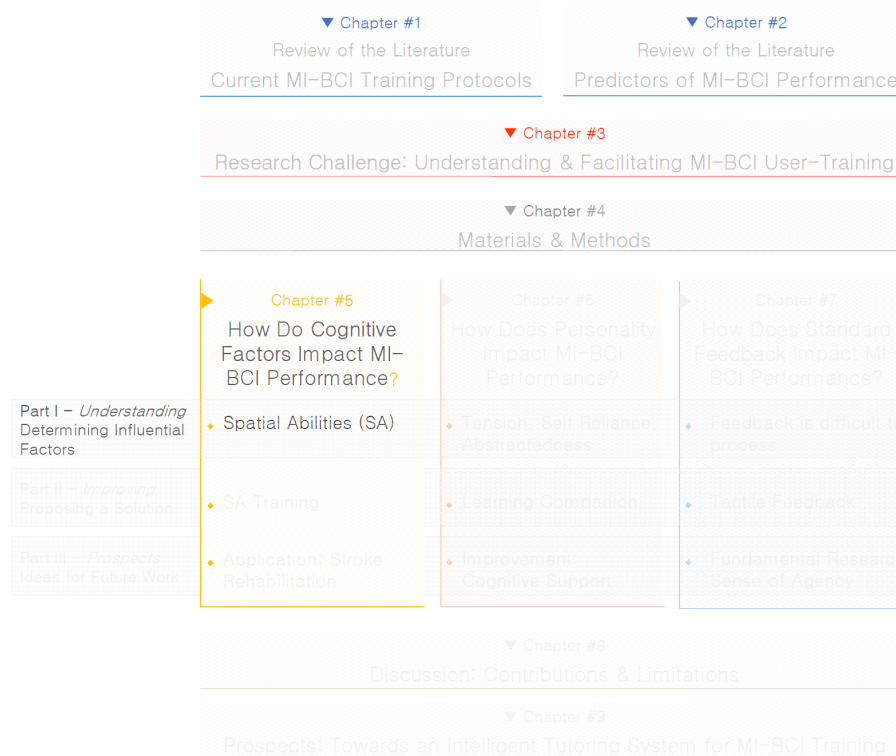 ▼ Chapter #1
Review of the Literature
Current MI-BCI Training Protocols
▼ Chapter #2
Review of the Literature
Predictors of MI-BCI Performance
▼ Chapter #3
Research Challenge: Understanding & Facilitating MI-BCI User-Training
▼ Chapter #4
Materials & Methods
Chapter #5
How Do Cognitive
Factors Impact MI-
BCI Performance?
Chapter #6
How Does Personality
Impact MI-BCI
Performance?
Chapter #7
How Does Standard
Feedback Impact MI-
BCI Performance?
Part I - Understanding
Determining Influential
Factors
Spatial Abilities (SA)
Tension, Self Reliance,
Abstractedness
Feedback is difficult t
process
Part II - Improving
Proposing a Solution
SA Training
Learning Companion
Tactile Feedback
Part III - Prospects
Ideas for Future Work
Application: Stroke
Rehabilitation
Improvement:
Cognitive Support
Fundamental Researc
Sense of Agency
▼ Chapter #8
Discussion: Contributions & Limitations
▼ Chapter #9
Prospects: Towards an Intelligent Tutoring System for MI-BCI Training